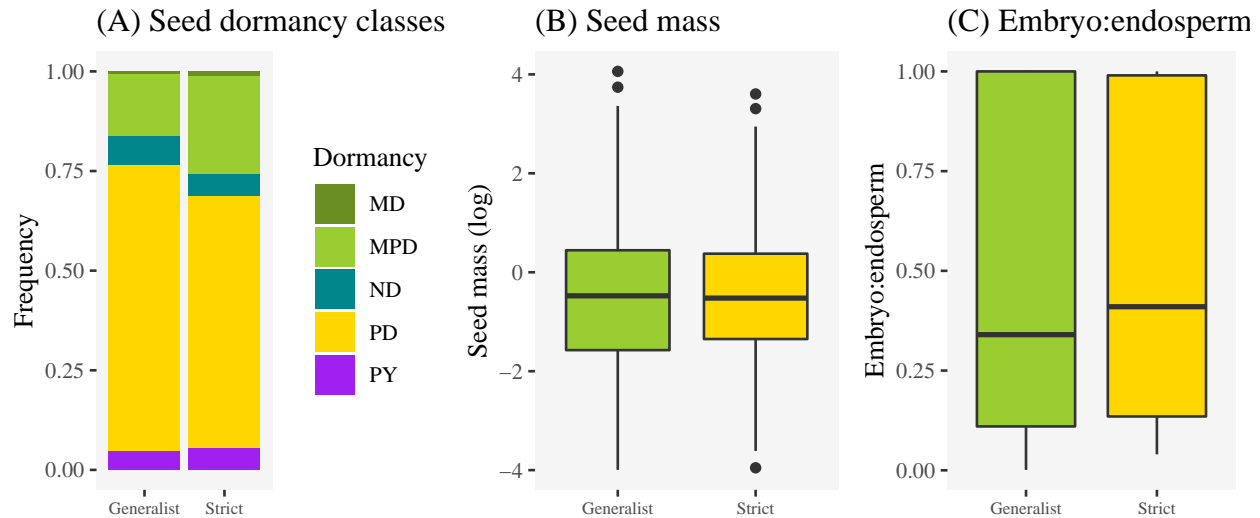 (A) Seed dormancy classes
Frequency
1.00
0.75
0.50
0.25
0.00
Generalist
Strict
Dormancy
MD
MPD
ND
PD
PY
(B) Seed mass
Seed mass (log)
4
2
0
−2
−4
Generalist
Strict
(C) Embryo:endosperm
Embryo:endosperm
1.00
0.75
0.50
0.25
0.00
Generalist
Strict